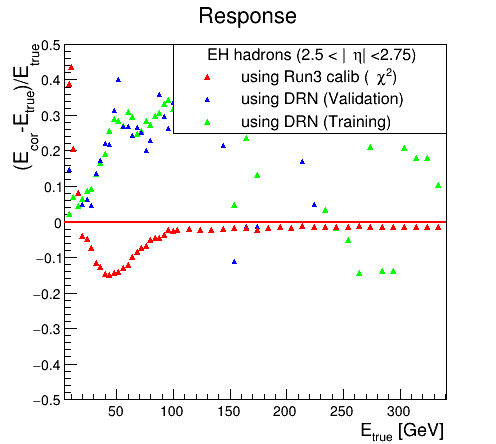 Response
EH hadrons (2.5 < | η| <2.75)
using Run3 calib ( χ²)
using DRN (Validation)
using DRN (Training)
(E_cor -E_true)/E_true
0.5
0.4
0.3
0.2
0.1
0
−0.1
−0.2
−0.3
−0.4
−0.5
50 100 150 200 250 300
E_true [GeV]